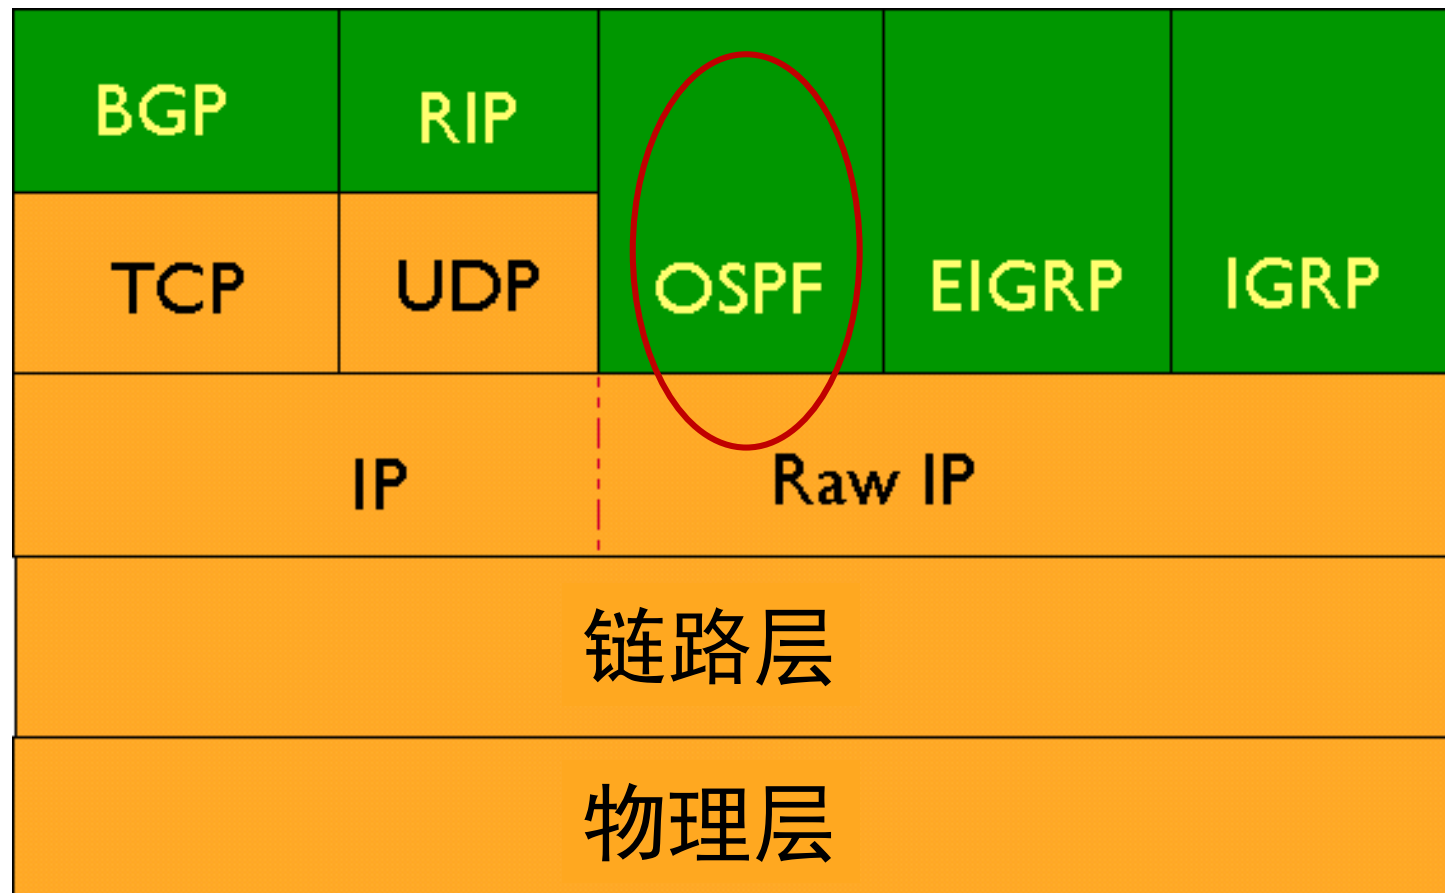 BGP
RIP
TCP
UDP
OSPF
EIGRP
IGRP
IP
Raw IP
链路层
物理层